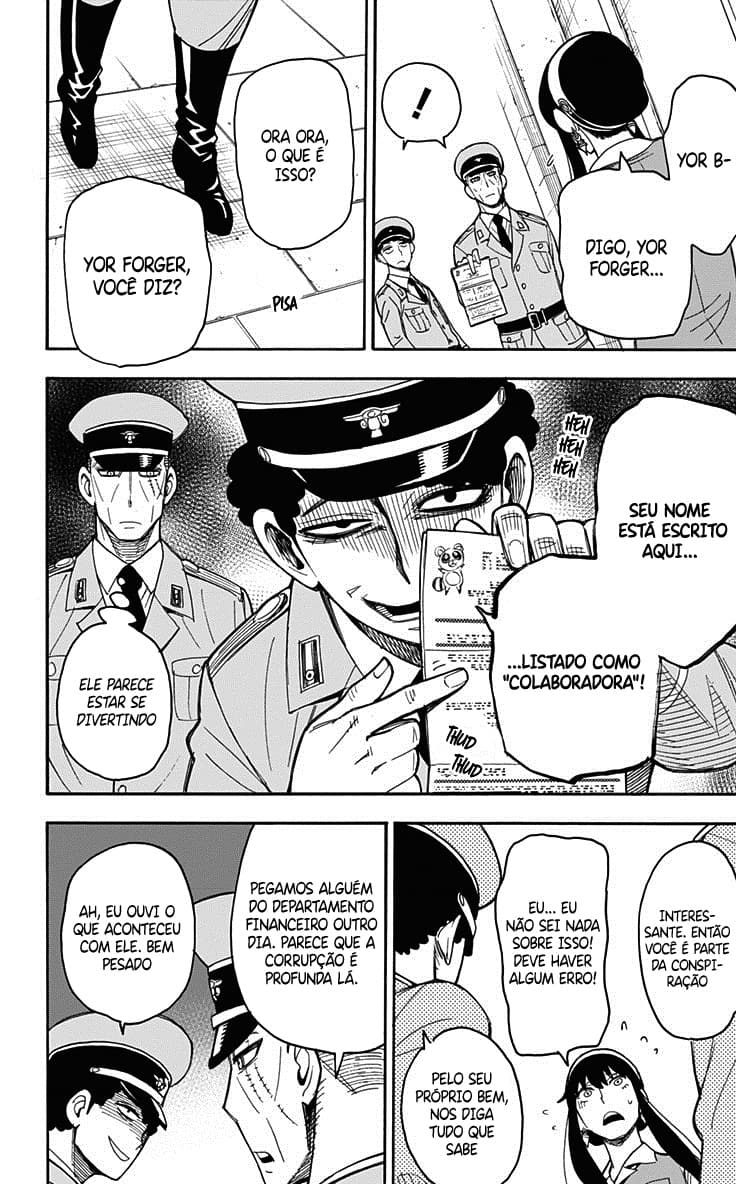 YOR B-
DIGO, YOR
FORGER...
!
ORA ORA,
O QUE É
ISSO?
YOR FORGER,
VOCÊ DIZ?
PISA
HEH
HEH
HEH
SEU NOME
ESTÁ ESCRITO
AQUI...
...LISTADO COMO
"COLABORADORA"!
THUD
THUD
ELE PARECE
ESTAR SE
DIVERTINDO
INTERES-
SANTE. ENTÃO
VOCÊ É PARTE
DA CONSPI-
RAÇÃO
EU... EU
NÃO SEI NADA
SOBRE ISSO!
DEVE HAVER
ALGUM ERRO!
PELO SEU
PRÓPRIO BEM,
NOS DIGA
TUDO QUE
SABE
PEGAMOS ALGUÉM
DO DEPARTAMENTO
FINANCEIRO OUTRO
DIA. PARECE QUE A
CORRUPÇÃO É
PROFUNDA LÁ.
AH, EU OUVI O
QUE ACONTECEU
COM ELE. BEM
PESADO